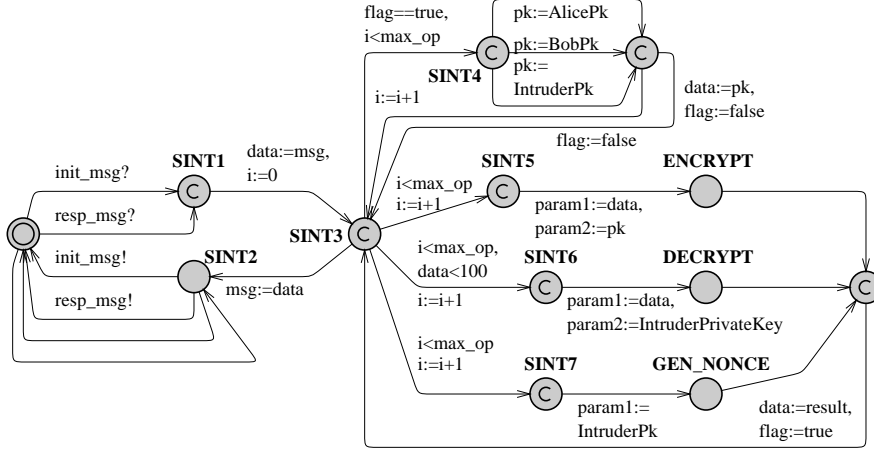 flag==true,
i<max_op
pk:=AlicePk
pk:=BobPk
pk:=
IntruderPk
C
C
SINT4
i:=i+1
data:=pk,
flag:=false
flag:=false
SINT1
data:=msg,
i:=0
init_msg?
C
resp_msg?
SINT5
ENCRYPT
i<max_op
i:=i+1
C
param1:=data,
param2:=pk
SINT3
C
init_msg!
SINT2
resp_msg!
msg:=data
i<max_op,
data<100
i:=i+1
SINT6
DECRYPT
C
C
param1:=data,
param2:=IntruderPrivateKey
i<max_op
i:=i+1
SINT7
GEN_NONCE
C
param1:=
IntruderPk
data:=result,
flag:=true